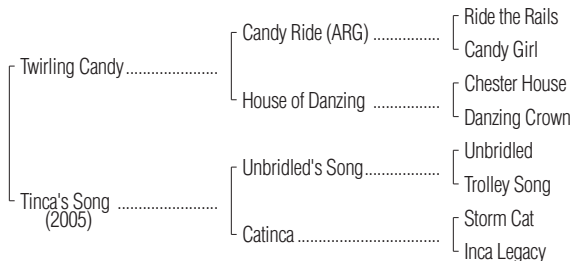 Ride the Rails
Candy Ride (ARG) ................
Candy Girl
Twirling Candy......................
Chester House
House of Danzing ................
Danzing Crown
Unbridled
Unbridled's Song..................
Trolley Song
Tinca's Song ........................
(2005)
Storm Cat
Catinca ..................................
Inca Legacy